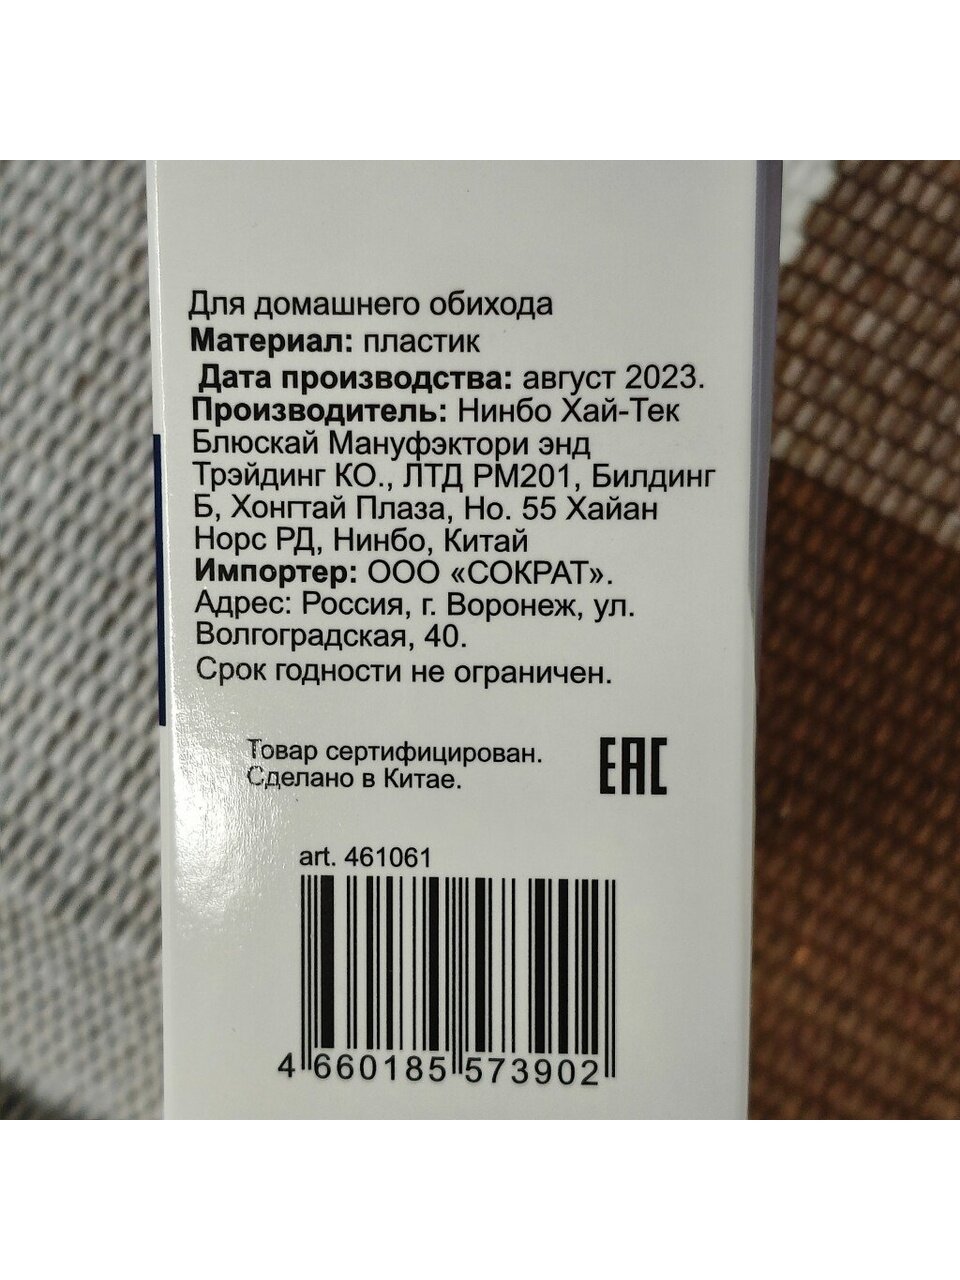 Для домашнего обихода
Материал: пластик
Дата производства: август 2023.
Производитель: Нинбо Хай-Тек
Блюскай Мануфэктори энд
Трэйдинг КО., ЛТД РМ201, Билдинг
Б, Хонгтай Плаза, Но. 55 Хайан
Норс РД, Нинбо, Китай
Импортер: ООО «СОКРАТ».
Адрес: Россия, г. Воронеж, ул.
Волгоградская, 40.
Срок годности не ограничен.
Товар сертифицирован.
Сделано в Китае.
EAC
art. 461061
4 660185 573902